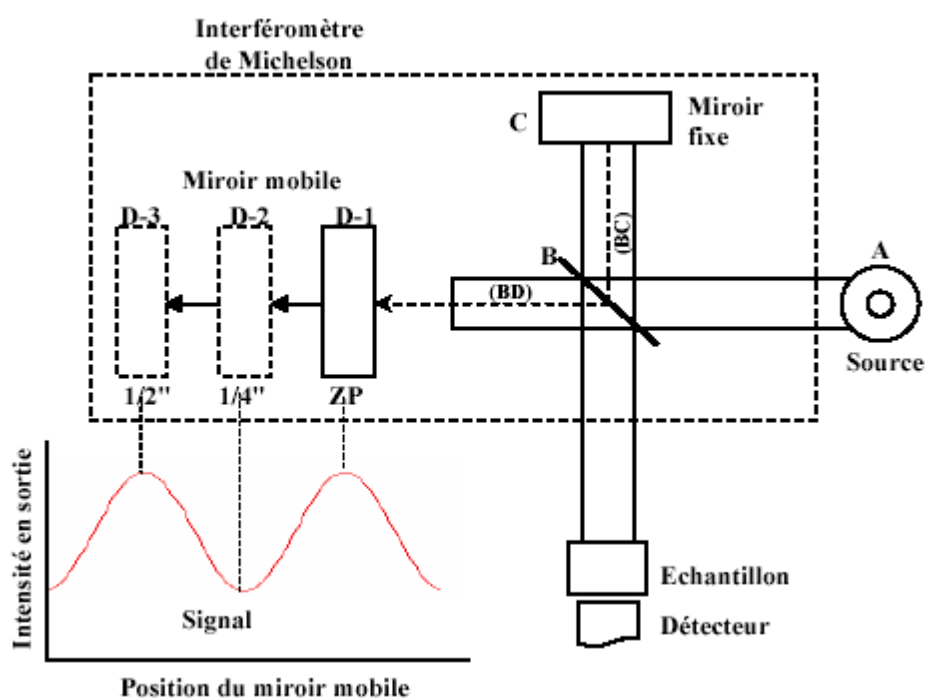 Interféromètre
de Michelson
C
Miroir
fixe
Miroir mobile
D-3 D-2 D-1
(BC)
B
A
(BD)
Source
1/2" 1/4" ZP
Intensité en sortie
Echantillon
Signal
Détecteur
Position du miroir mobile